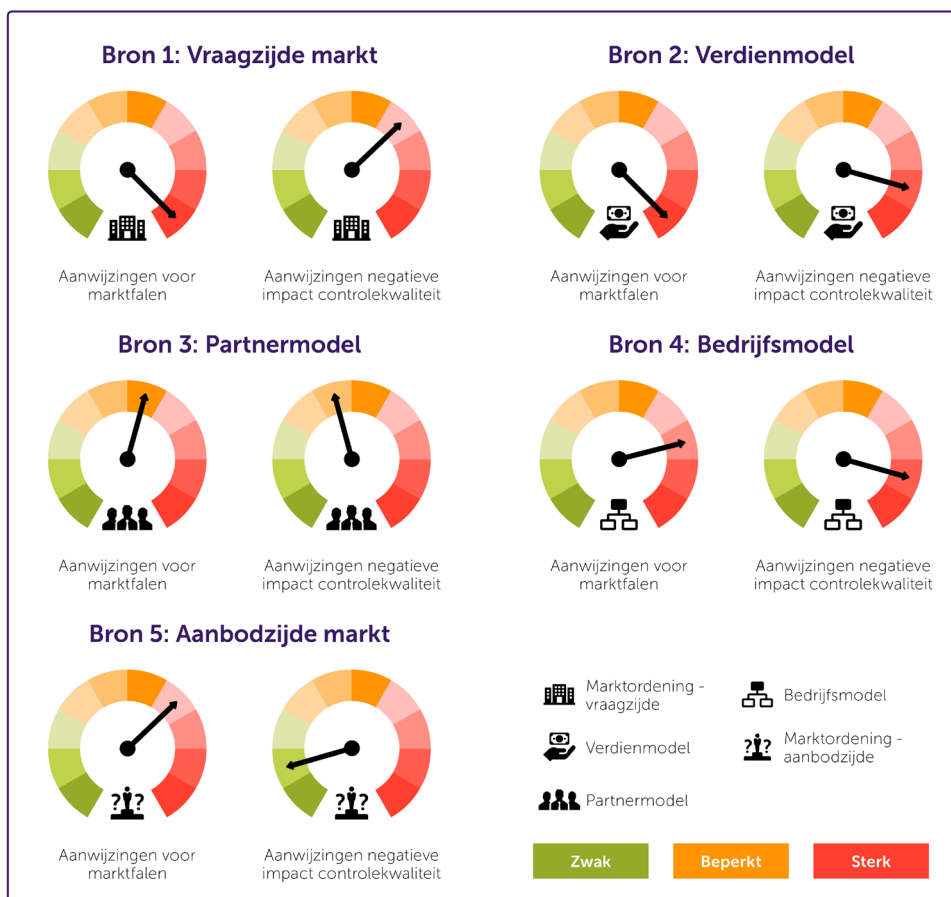 Bron 1: Vraagzijde markt
Aanwijzingen voor
marktfalen
Aanwijzingen negatieve
impact controlekwaliteit
Bron 2: Verdienmodel
Aanwijzingen voor
marktfalen
Aanwijzingen negatieve
impact controlekwaliteit
Bron 3: Partnermodel
Aanwijzingen voor
marktfalen
Aanwijzingen negatieve
impact controlekwaliteit
Bron 4: Bedrijfsmodel
Aanwijzingen voor
marktfalen
Aanwijzingen negatieve
impact controlekwaliteit
Bron 5: Aanbodzijde markt
? ?
Aanwijzingen voor
marktfalen
? ?
Aanwijzingen negatieve
impact controlekwaliteit
Marktordening -
vraagzijde
Verdienmodel
Partnermodel
Bedrijfsmodel
? ?
Marktordening -
aanbodzijde
Zwak
Beperkt
Sterk